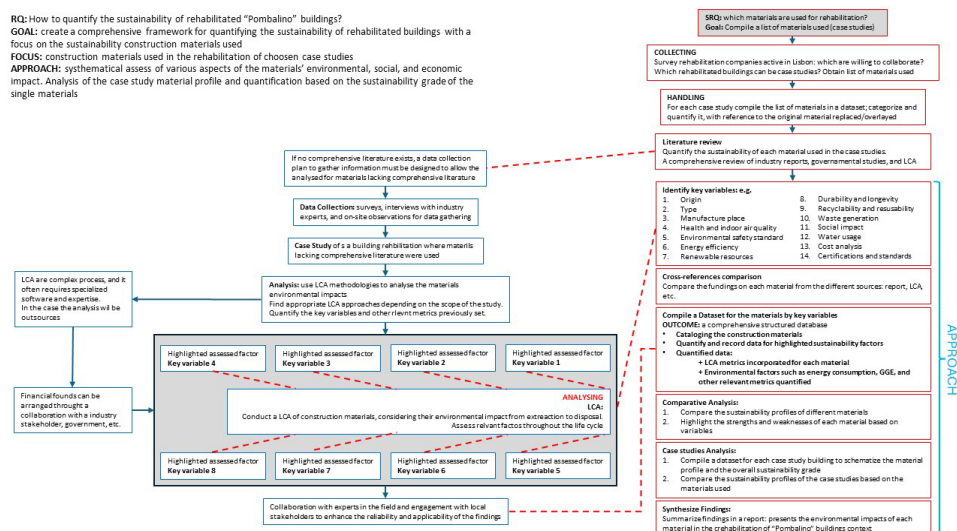 RQ: How to quantify the sustainability of rehabilitated "Pombalino" buildings?
GOAL: create a comprehensive framework for quantifying the sustainability of rehabilitated buildings with a
focus on the sustainability construction materials used
FOCUS: construction materials used in the rehabilitation of choosen case studies
APPROACH: systematical assess of various aspects of the materials' environmental, social, and economic
impact. Analysis of the case study material profile and quantification based on the sustainability grade of the
single materials
SRQ: which materials are used for rehabilitation?
Goal: Compile a list of materials used (case studies)
COLLECTING
Survey rehabilitation companies active in Lisbon: which are willing to collaborate?
Which rehabilitated buildings can be case studies? Obtain list of materials used
HANDLING
For each case study compile the list of materials in a dataset; categorize and
quantify it, with reference to the original material replaced/overlayed
Literature review
Quantify the sustainability of each material used in the case studies.
A comprehensive review of industry reports, governamental studies, and LCA
Identify key variables: e.g.
1. Origin
2. Type
3. Manufacture place
4. Health and indoor air quality
5. Environmental safety standard
6. Energy efficiency
7. Renewable resources
8. Durability and longevity
9. Recyclability and resusability
10. Waste generation
11. Social impact
12. Water usage
13. Cost analysis
14. Certifications and standards
Cross-references comparison
Compare the fundings on each material from the different sources: report, LCA,
etc.
Compile a Dataset for the materials by key variables
OUTCOME: a comprehensive structured database
• Cataloging the construction materials
• Quantify and record data for highlighted sustainability factors
• Quantified data:
+ LCA metrics incorporated for each material
+ Environmental factors such as energy consumption, GGE, and
other relevant metrics quantified
Comparative Analysis:
1. Compare the sustainability profiles of different materials
2. Highlight the strengths and weaknesses of each material based on
variables
Case studies Analysis:
1. Compile a dataset for each case study building to schematize the material
profile and the overall sustainability grade
2. Compare the sustainability profiles of the case studies based on the
materials used
Synthesize Findings:
Summarize findings in a report: presents the environmental impacts of each
material in the crehabilitation of "Pombalino" buildings context
APPROACH
If no comprehensive literature exists, a data collection
plan to gather information must be designed to allow the
analysed for materials lacking comprehensive literature
Data Collection: surveys, interviews with industry
experts, and on-site observations for data gathering
Case Study of s a building rehbilitation where materils
lacking comprehensive literature were used
Analysis: use LCA methodologies to analyse the materials
environmental impacts
Find appropriate LCA approaches depending on the scope of the study.
Quantify the key variables and other rlevnt metrics previously set.
LCA are complex process, and it
often requires specialized
software and expertise.
In the case the analysis wil be
outsources
Financial founds can be
arranged throught a
collaboration with a industry
stakeholder, government, etc.
Highlighted assessed factor
Key variable 4
Highlighted assessed factor
Key variable 3
Highlighted assessed factor
Key variable 2
Highlighted assessed factor
Key variable 1
ANALYSING
LCA:
Conduct a LCA of construction materials, considering their environmental impact from extreaction to disposal.
Assess relvant factos throughout the life cycle
Highlighted assessed factor
Key variable 8
Highlighted assessed factor
Key variable 7
Highlighted assessed factor
Key variable 6
Highlighted assessed factor
Key variable 5
Collaboration with experts in the field and engagement with local
stakeholders to enhance the reliability and applicability of the findings